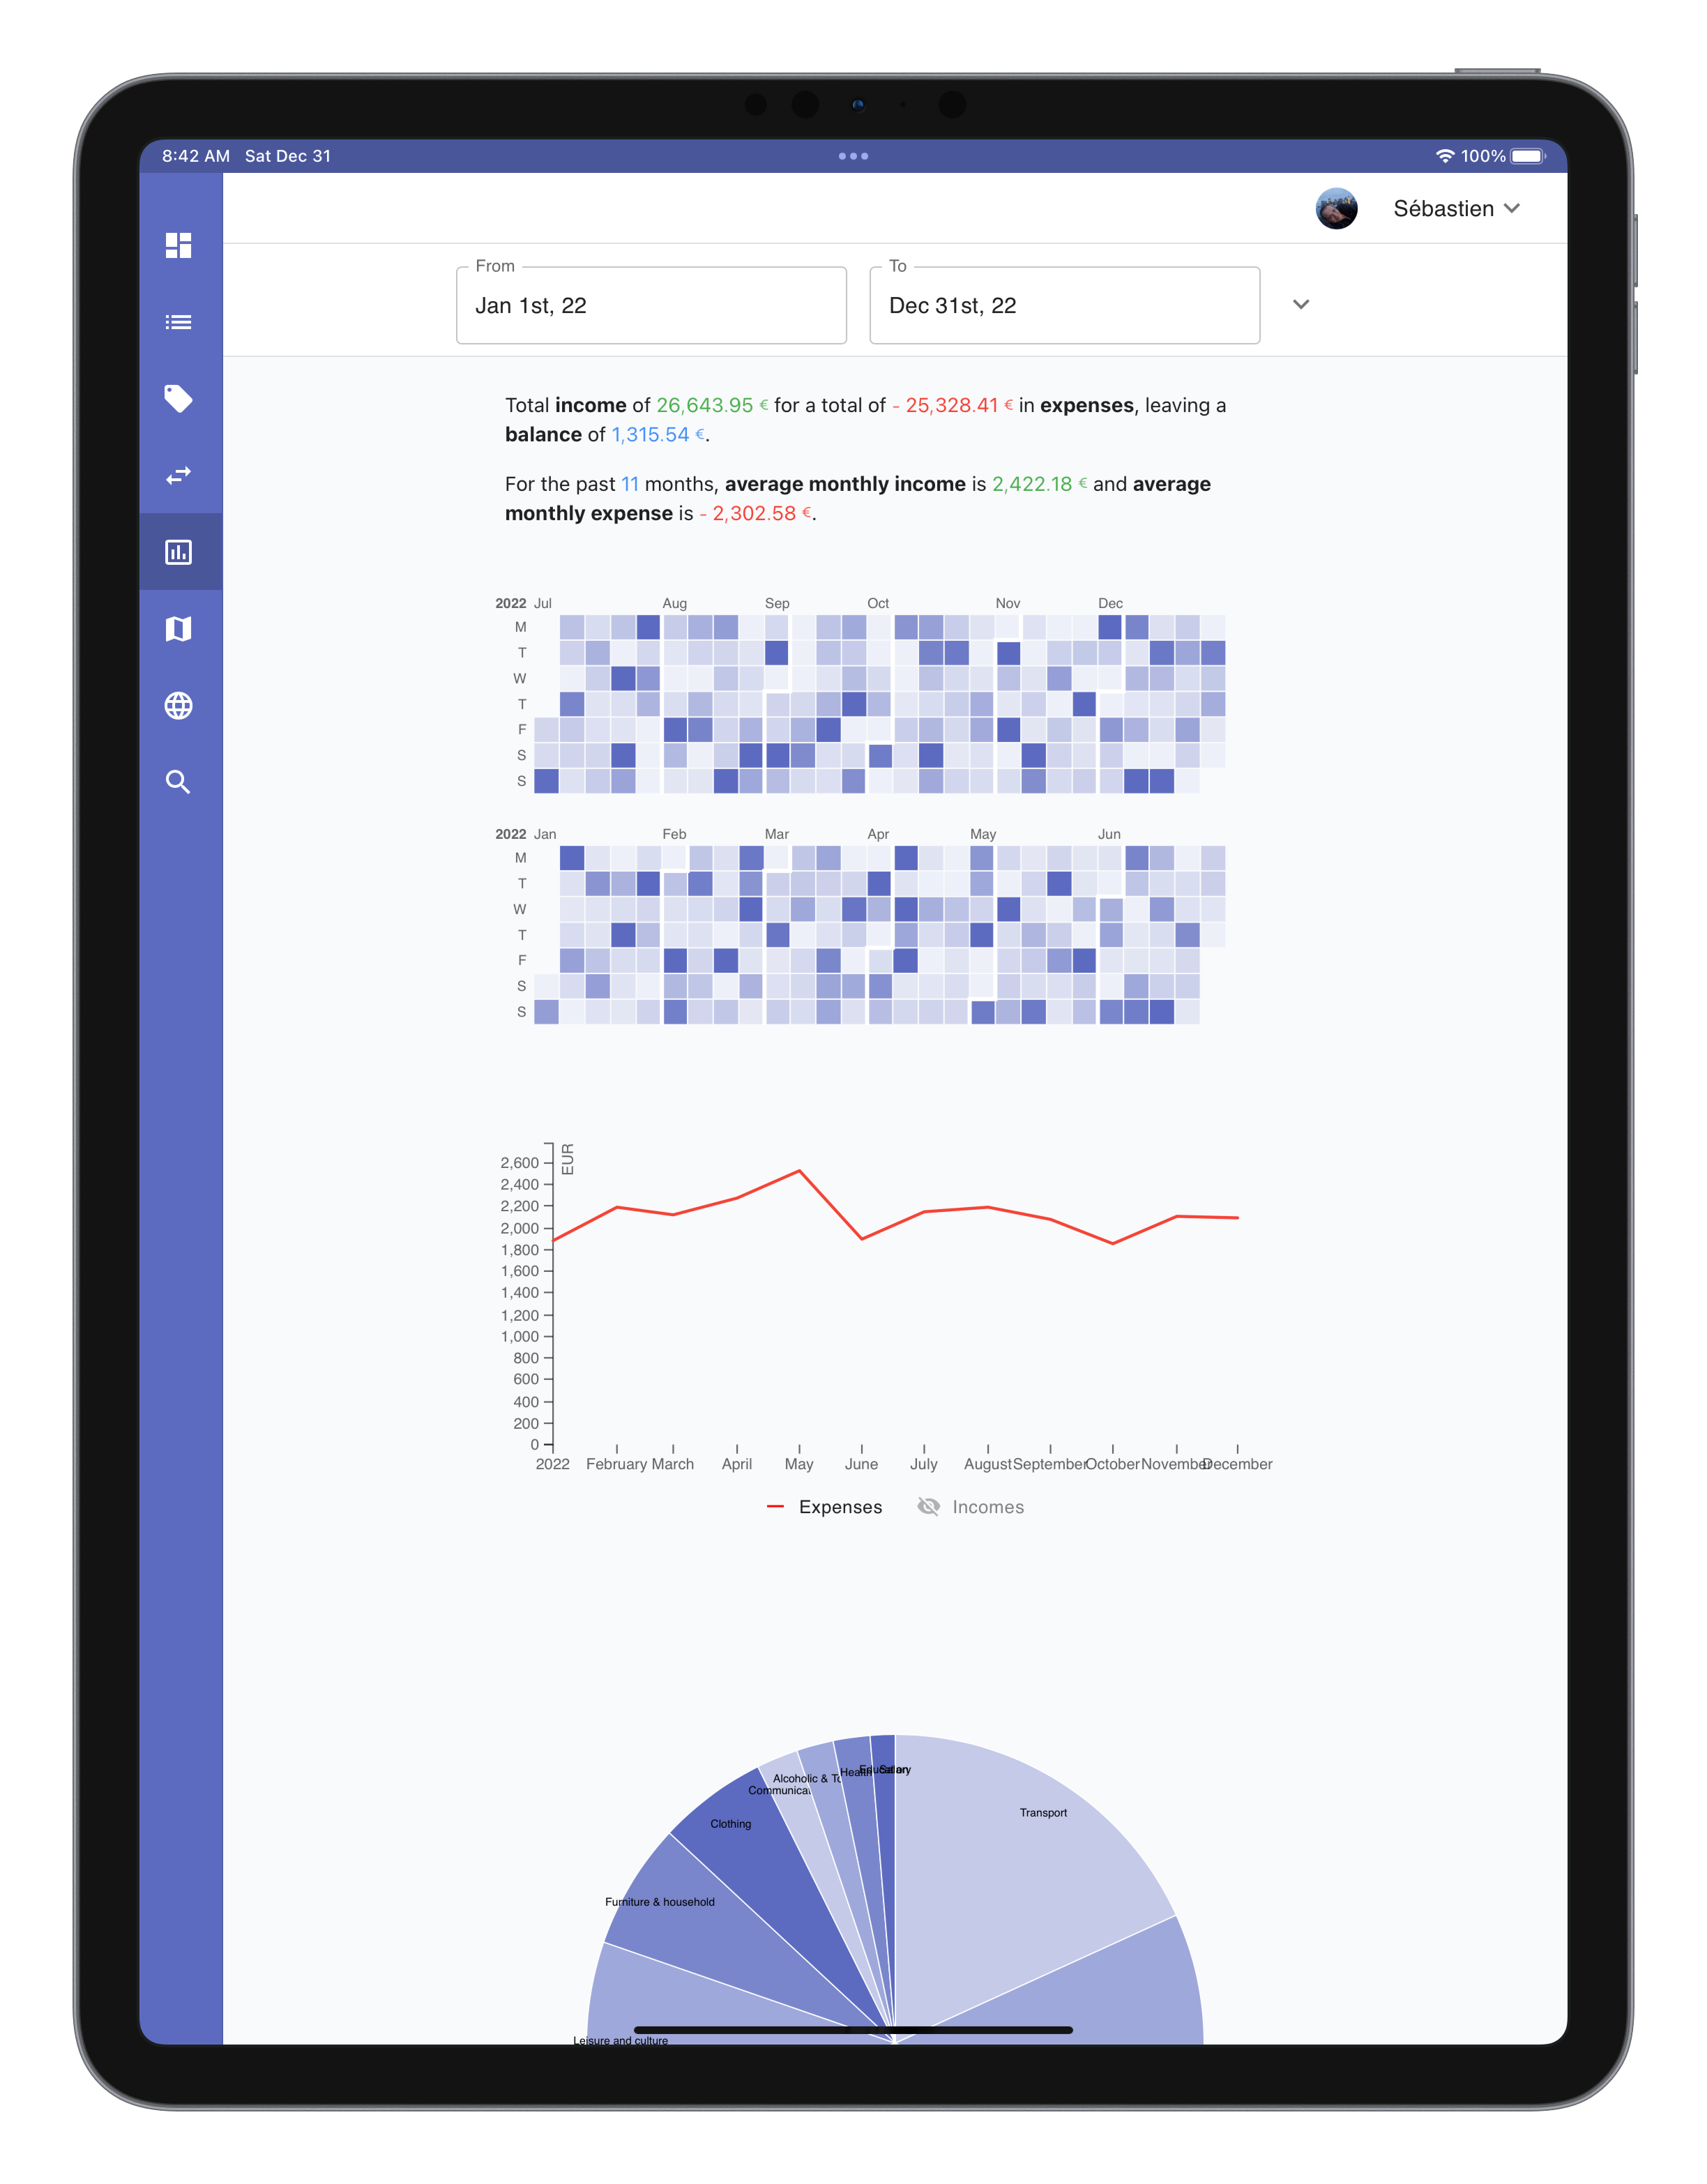 8:42 AM Sat Dec 31
100%
Sébastien
From
Jan 1st, 22
To
Dec 31st, 22
Total income of 26,643.95 € for a total of - 25,328.41 € in expenses, leaving a
balance of 1,315.54 €.
For the past 11 months, average monthly income is 2,422.18 € and average
monthly expense is - 2,302.58 €.
2022 Jul Aug Sep Oct Nov Dec
M
T
W
T
F
S
S
2022 Jan Feb Mar Apr May Jun
M
T
W
T
F
S
S
EUR
2,600
2,400
2,200
2,000
1,800
1,600
1,400
1,200
1,000
800
600
400
200
0
2022 February March April May June July August September October November December
Expenses Incomes
Education Salary
Health
Alcoholic & To
Communicat
Transport
Clothing
Furniture & household
Leisure and culture